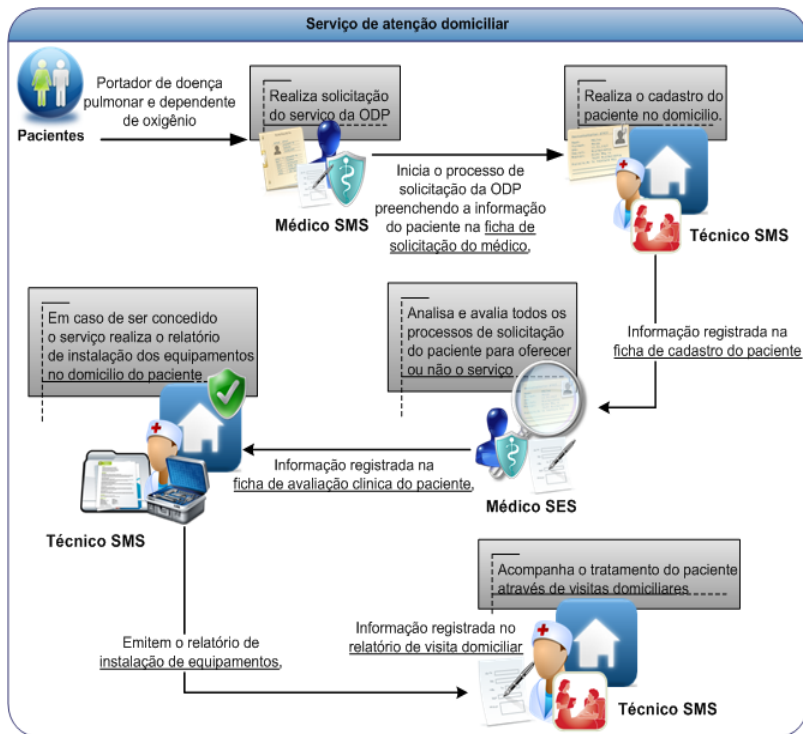 Serviço de atenção domiciliar
Pacientes
Portador de doença
pulmonar e dependente
de oxigênio
Realiza solicitação
do serviço da ODP
Médico SMS
Inicia o processo de
solicitação da ODP
preenchendo a informação
do paciente na ficha de
solicitação do médico,
Realiza o cadastro do
paciente no domicilio.
Técnico SMS
Informação registrada na
ficha de cadastro do paciente
Analisa e avalia todos os
processos de solicitação
do paciente para oferecer
ou não o serviço
Médico SES
Informação registrada na
ficha de avaliação clinica do paciente,
Em caso de ser concedido
o serviço realiza o relatório
de instalação dos equipamentos
no domicilio do paciente
Técnico SMS
Emitem o relatório de
instalação de equipamentos,
Acompanha o tratamento do paciente
através de visitas domiciliares
Informação registrada no
relatório de visita domiciliar
Técnico SMS